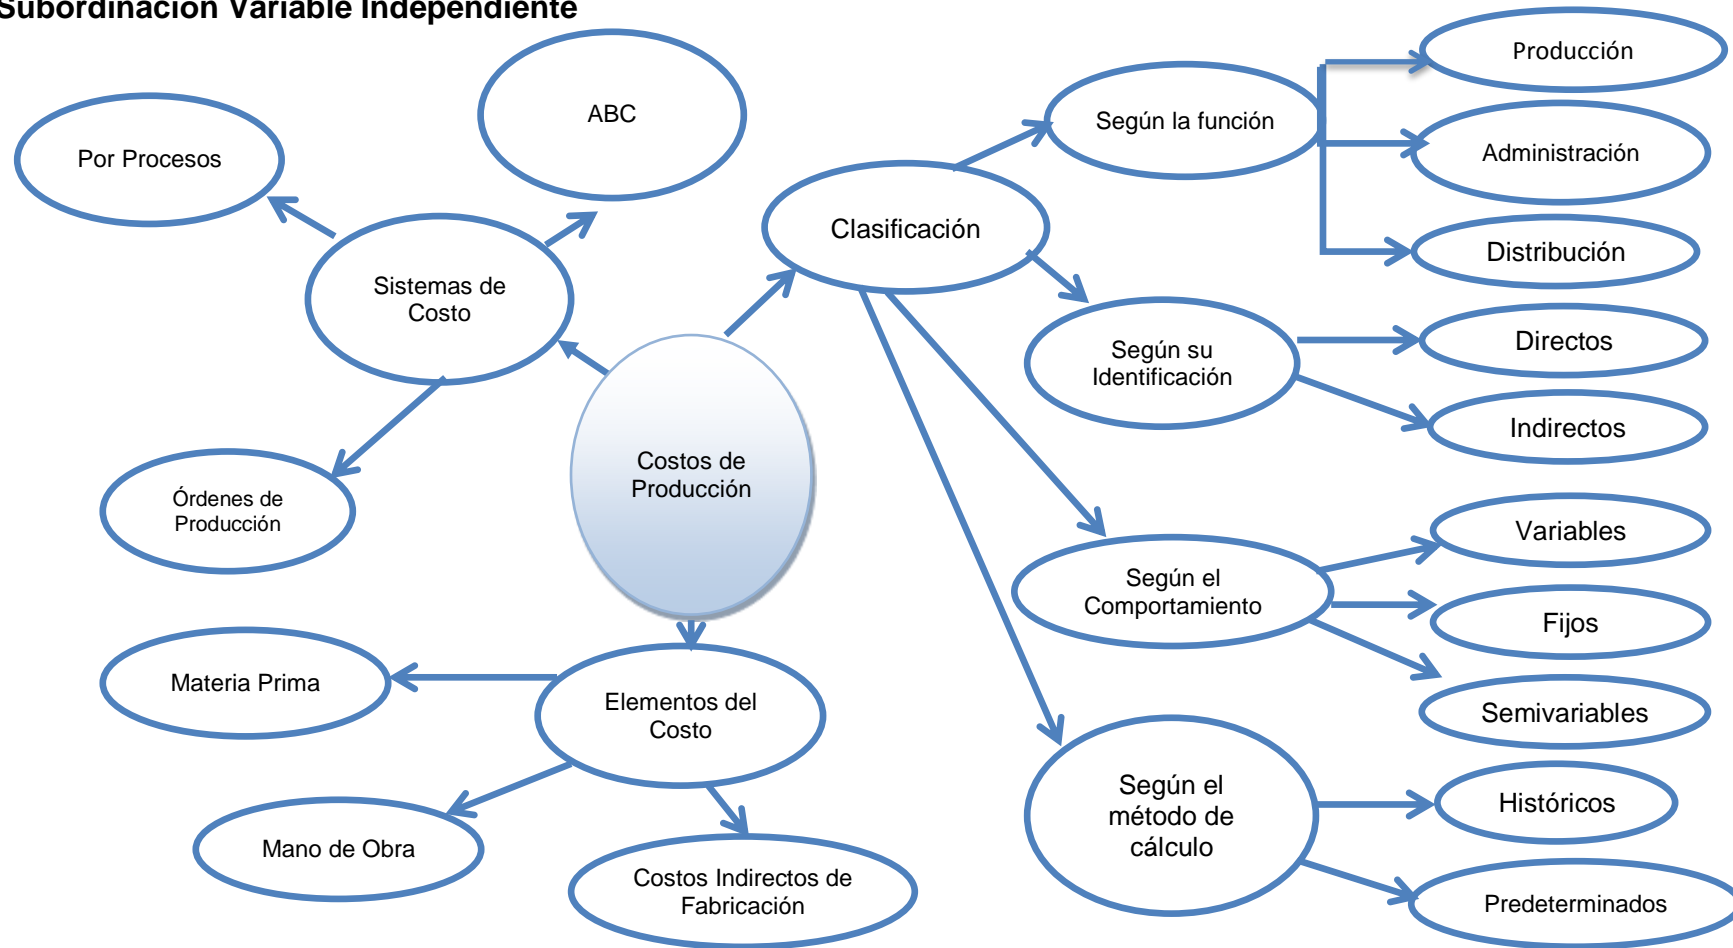 Subordinación Variable Independiente
ABC
Por Procesos
Sistemas de
Costo
Órdenes de
Producción
Costos de
Producción
Materia Prima
Elementos del
Costo
Mano de Obra
Costos Indirectos de
Fabricación
Clasificación
Según la función
Producción
Administración
Distribución
Según su
Identificación
Directos
Indirectos
Según el
Comportamiento
Variables
Fijos
Semivariables
Según el
método de
cálculo
Históricos
Predeterminados